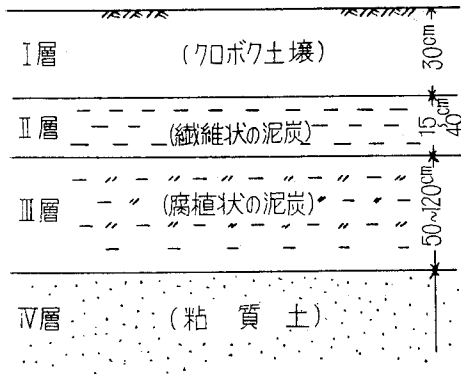 Ⅰ層 (クロボク土壌) 30cm
Ⅱ層 (繊維状の泥炭) 15~40cm
Ⅲ層 (腐植状の泥炭) 50~120cm
Ⅳ層 (粘質土)